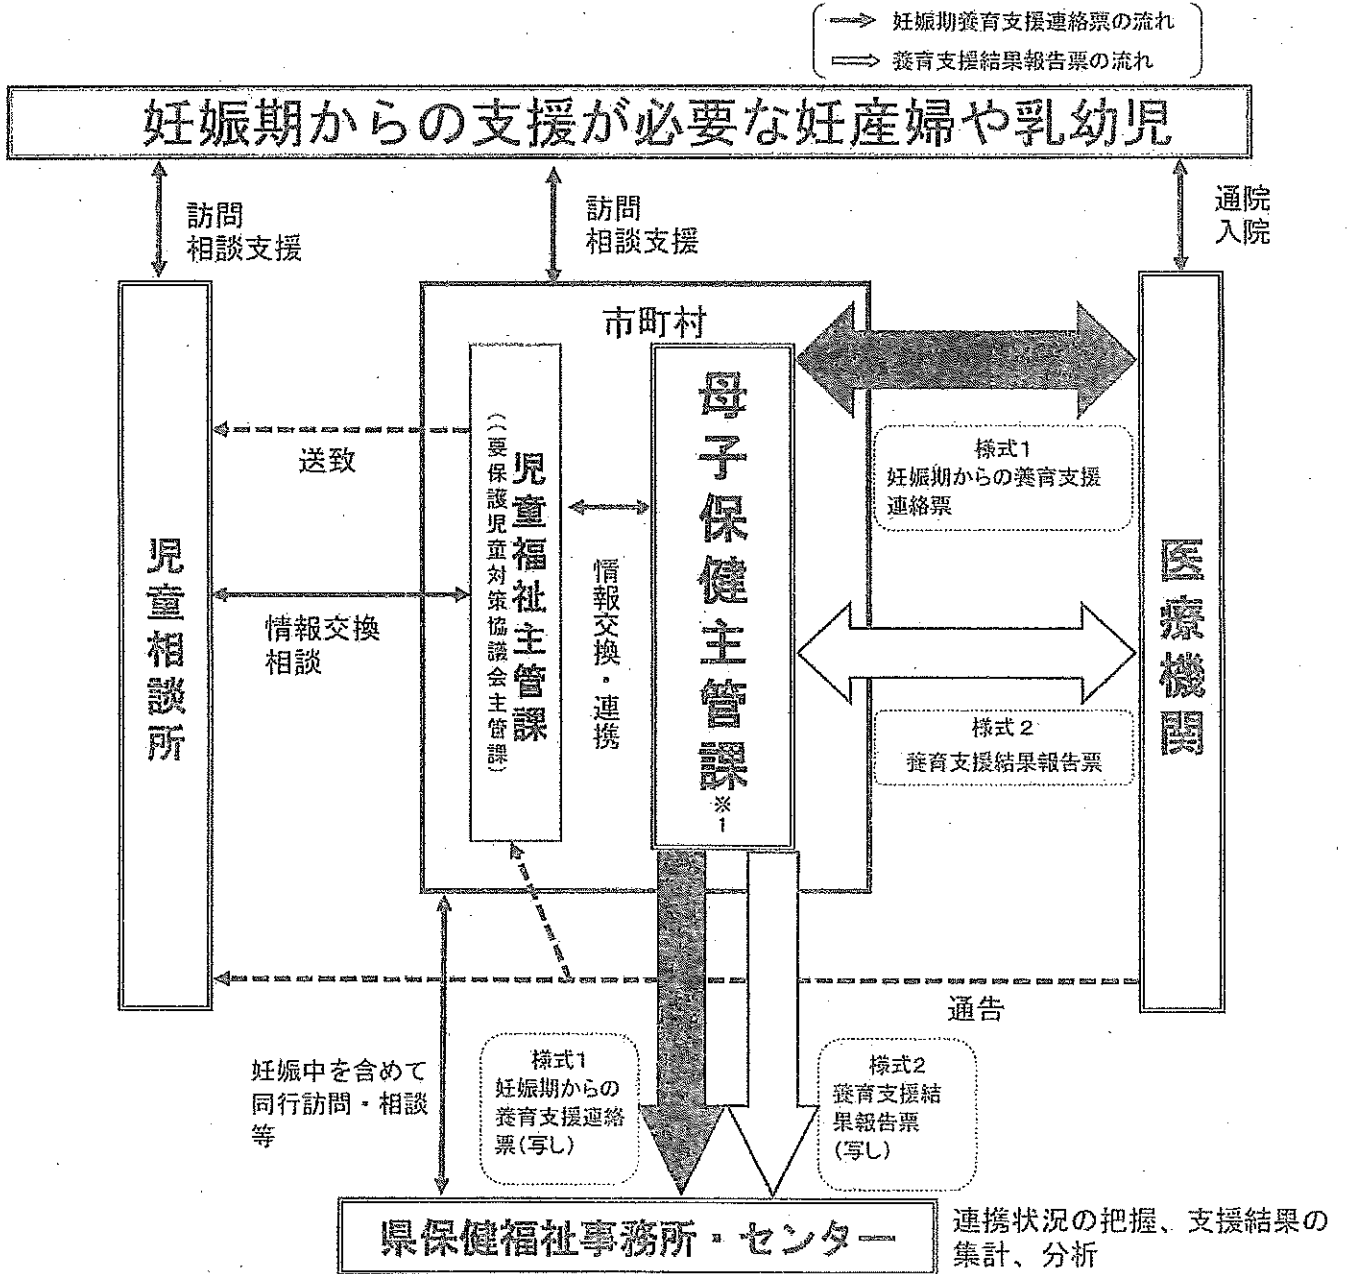 妊娠期養育支援連絡票の流れ
養育支援結果報告票の流れ
妊娠期からの支援が必要な妊産婦や乳幼児
訪問
相談支援
訪問
相談支援
通院
入院
市町村
児童相談所
送致
情報交換
相談
児童福祉主管課
(（要保護児童対策協議会主管課)
情報交換・連携
母子保健主管課
※1
様式1
妊娠期からの養育支援
連絡票
様式2
養育支援結果報告票
医療機関
通告
妊娠中を含めて
同行訪問・相談
等
様式1
妊娠期からの
養育支援連絡
票(写し)
様式2
養育支援結
果報告票
(写し)
県保健福祉事務所・センター
連携状況の把握、支援結果の
集計、分析